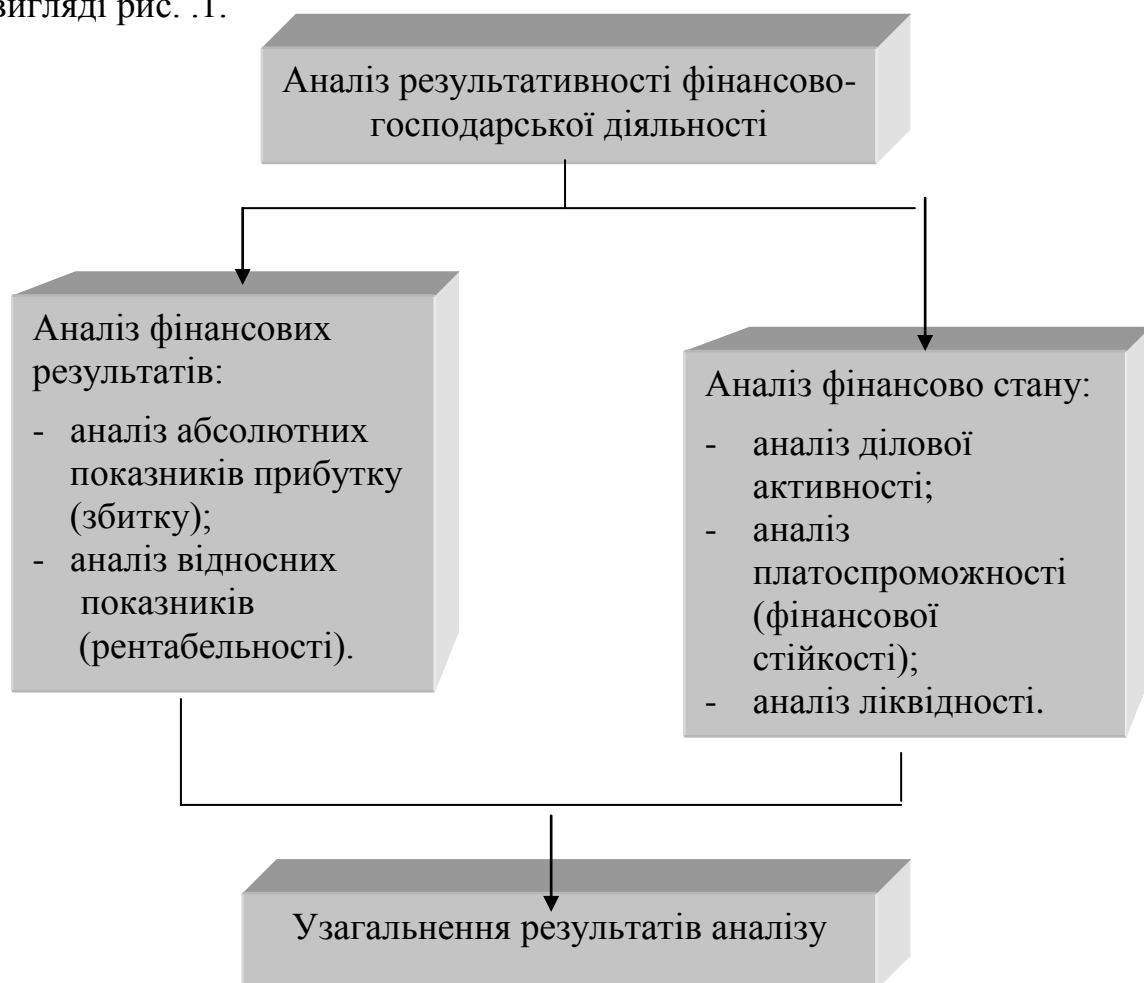 вигляді рис. .1.
Аналіз результативності фінансово-
господарської діяльності
Аналіз фінансових
результатів:
- аналіз абсолютних
показників прибутку
(збитку);
- аналіз відносних
показників
(рентабельності).
Аналіз фінансово стану:
- аналіз ділової
активності;
- аналіз
платоспроможності
(фінансової
стійкості);
- аналіз ліквідності.
Узагальнення результатів аналізу